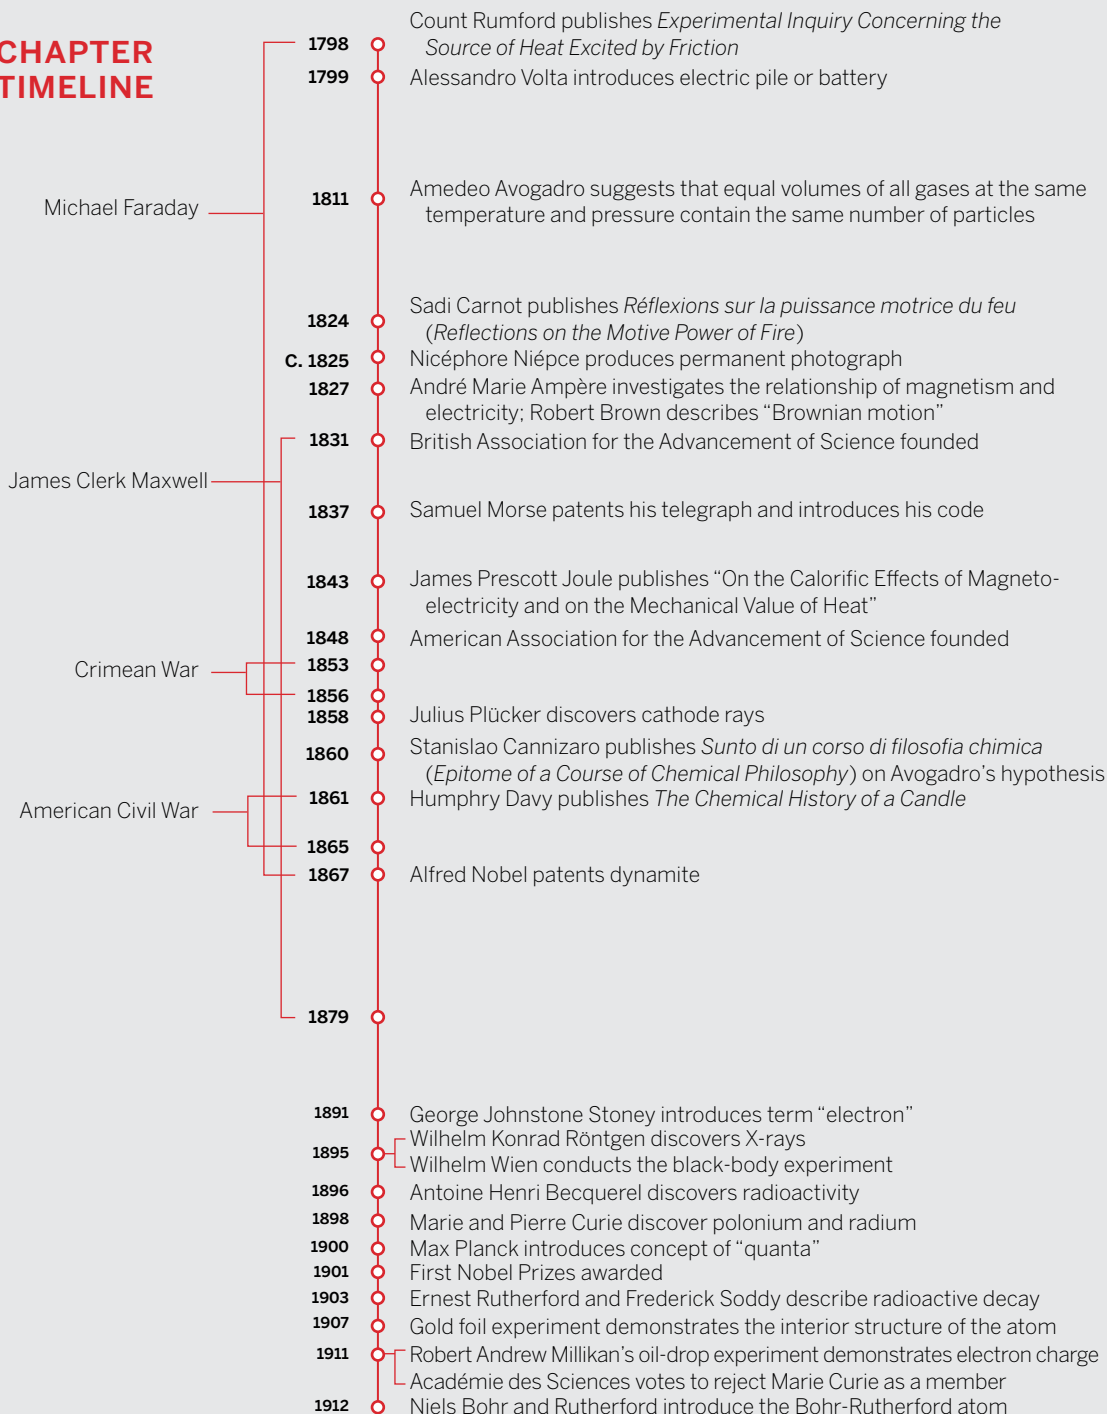 CHAPTER
TIMELINE
1798 Count Rumford publishes Experimental Inquiry Concerning the
Source of Heat Excited by Friction
1799 Alessandro Volta introduces electric pile or battery
Michael Faraday
1811 Amedeo Avogadro suggests that equal volumes of all gases at the same
temperature and pressure contain the same number of particles
1824 Sadi Carnot publishes Réflexions sur la puissance motrice du feu
(Reflections on the Motive Power of Fire)
C. 1825 Nicéphore Niépce produces permanent photograph
1827 André Marie Ampère investigates the relationship of magnetism and
electricity; Robert Brown describes “Brownian motion”
1831 British Association for the Advancement of Science founded
James Clerk Maxwell
1837 Samuel Morse patents his telegraph and introduces his code
1843 James Prescott Joule publishes “On the Calorific Effects of Magneto-
electricity and on the Mechanical Value of Heat”
1848 American Association for the Advancement of Science founded
Crimean War
1853
1856
1858 Julius Plücker discovers cathode rays
1860 Stanislao Cannizaro publishes Sunto di un corso di filosofia chimica
(Epitome of a Course of Chemical Philosophy) on Avogadro’s hypothesis
1861 Humphry Davy publishes The Chemical History of a Candle
American Civil War
1865
1867 Alfred Nobel patents dynamite
1879
1891 George Johnstone Stoney introduces term “electron”
1895 Wilhelm Konrad Röntgen discovers X-rays
Wilhelm Wien conducts the black-body experiment
1896 Antoine Henri Becquerel discovers radioactivity
1898 Marie and Pierre Curie discover polonium and radium
1900 Max Planck introduces concept of “quanta”
1901 First Nobel Prizes awarded
1903 Ernest Rutherford and Frederick Soddy describe radioactive decay
1907 Gold foil experiment demonstrates the interior structure of the atom
1911 Robert Andrew Millikan’s oil-drop experiment demonstrates electron charge
Académie des Sciences votes to reject Marie Curie as a member
1912 Niels Bohr and Rutherford introduce the Bohr-Rutherford atom